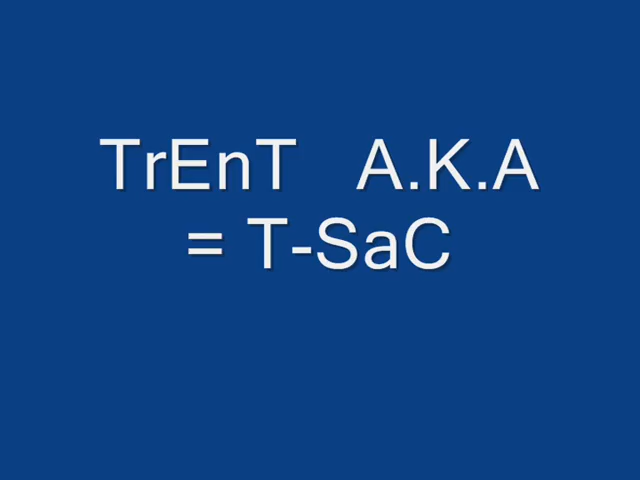 TrEnT A.K.A
= T-SaC